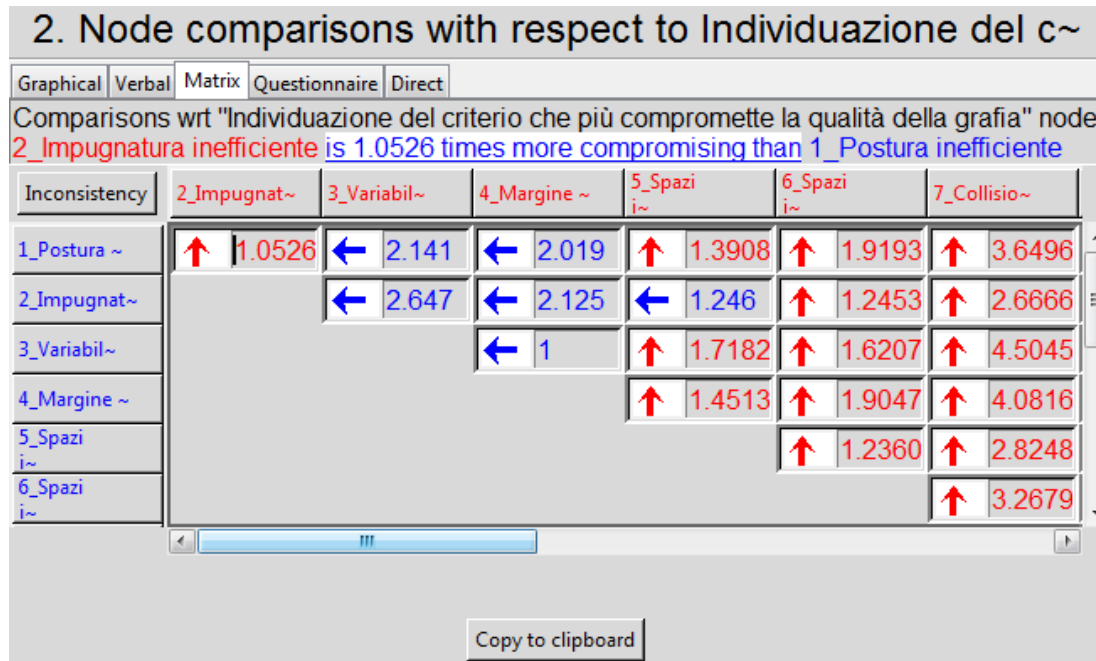 2. Node comparisons with respect to Individuazione del c~
Graphical Verbal Matrix Questionnaire Direct
Comparisons wrt "Individuazione del criterio che più compromette la qualità della grafia" node
2_Impugnatura inefficiente is 1.0526 times more compromising than 1_Postura inefficiente
Inconsistency 2_Impugnat~ 3_Variabil~ 4_Margine ~ 5_Spazi i~ 6_Spazi i~ 7_Collisio~
1_Postura ~ 1.0526 2.141 2.019 1.3908 1.9193 3.6496
2_Impugnat~ 2.647 2.125 1.246 1.2453 2.6666
3_Variabil~ 1 1.7182 1.6207 4.5045
4_Margine ~ 1.4513 1.9047 4.0816
5_Spazi i~ 1.2360 2.8248
6_Spazi i~ 3.2679
Copy to clipboard